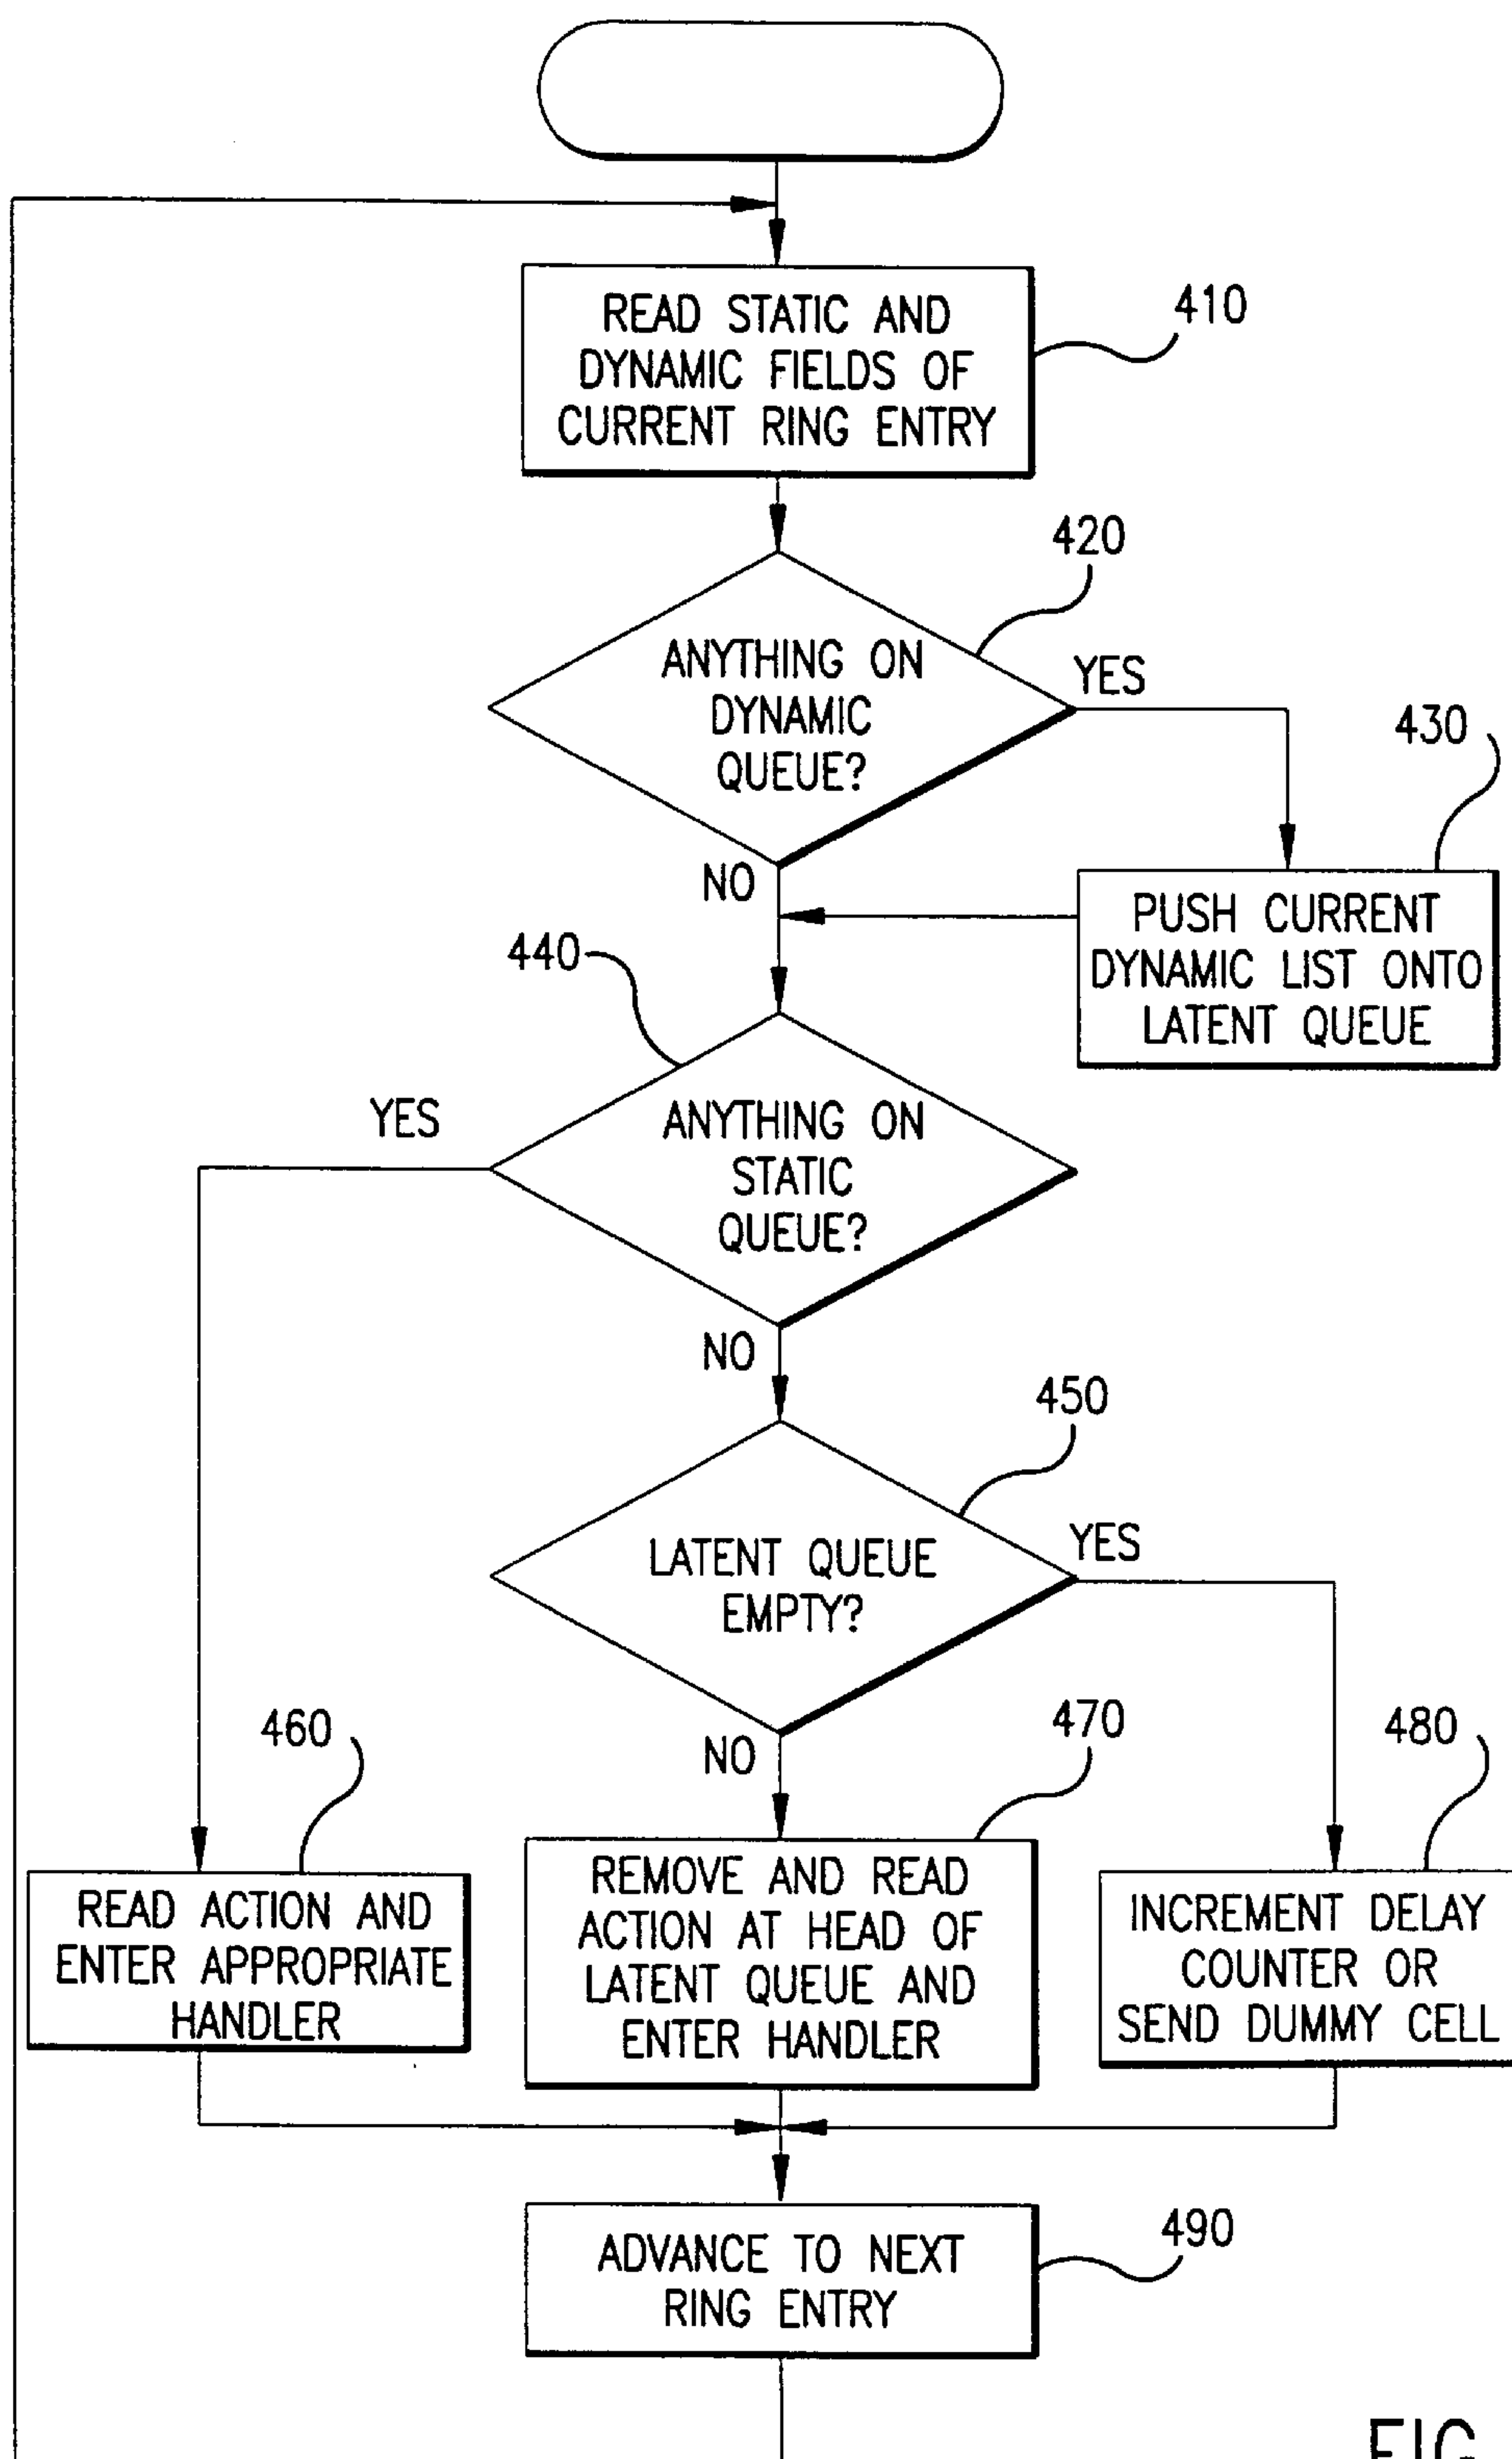 READ STATIC AND
DYNAMIC FIELDS OF
CURRENT RING ENTRY
410
420
ANYTHING ON
DYNAMIC
QUEUE?
YES
NO
430
PUSH CURRENT
DYNAMIC LIST ONTO
LATENT QUEUE
440
ANYTHING ON
STATIC
QUEUE?
YES
NO
450
LATENT QUEUE
EMPTY?
YES
NO
460
READ ACTION AND
ENTER APPROPRIATE
HANDLER
470
REMOVE AND READ
ACTION AT HEAD OF
LATENT QUEUE AND
ENTER HANDLER
480
INCREMENT DELAY
COUNTER OR
SEND DUMMY CELL
490
ADVANCE TO NEXT
RING ENTRY
FIG